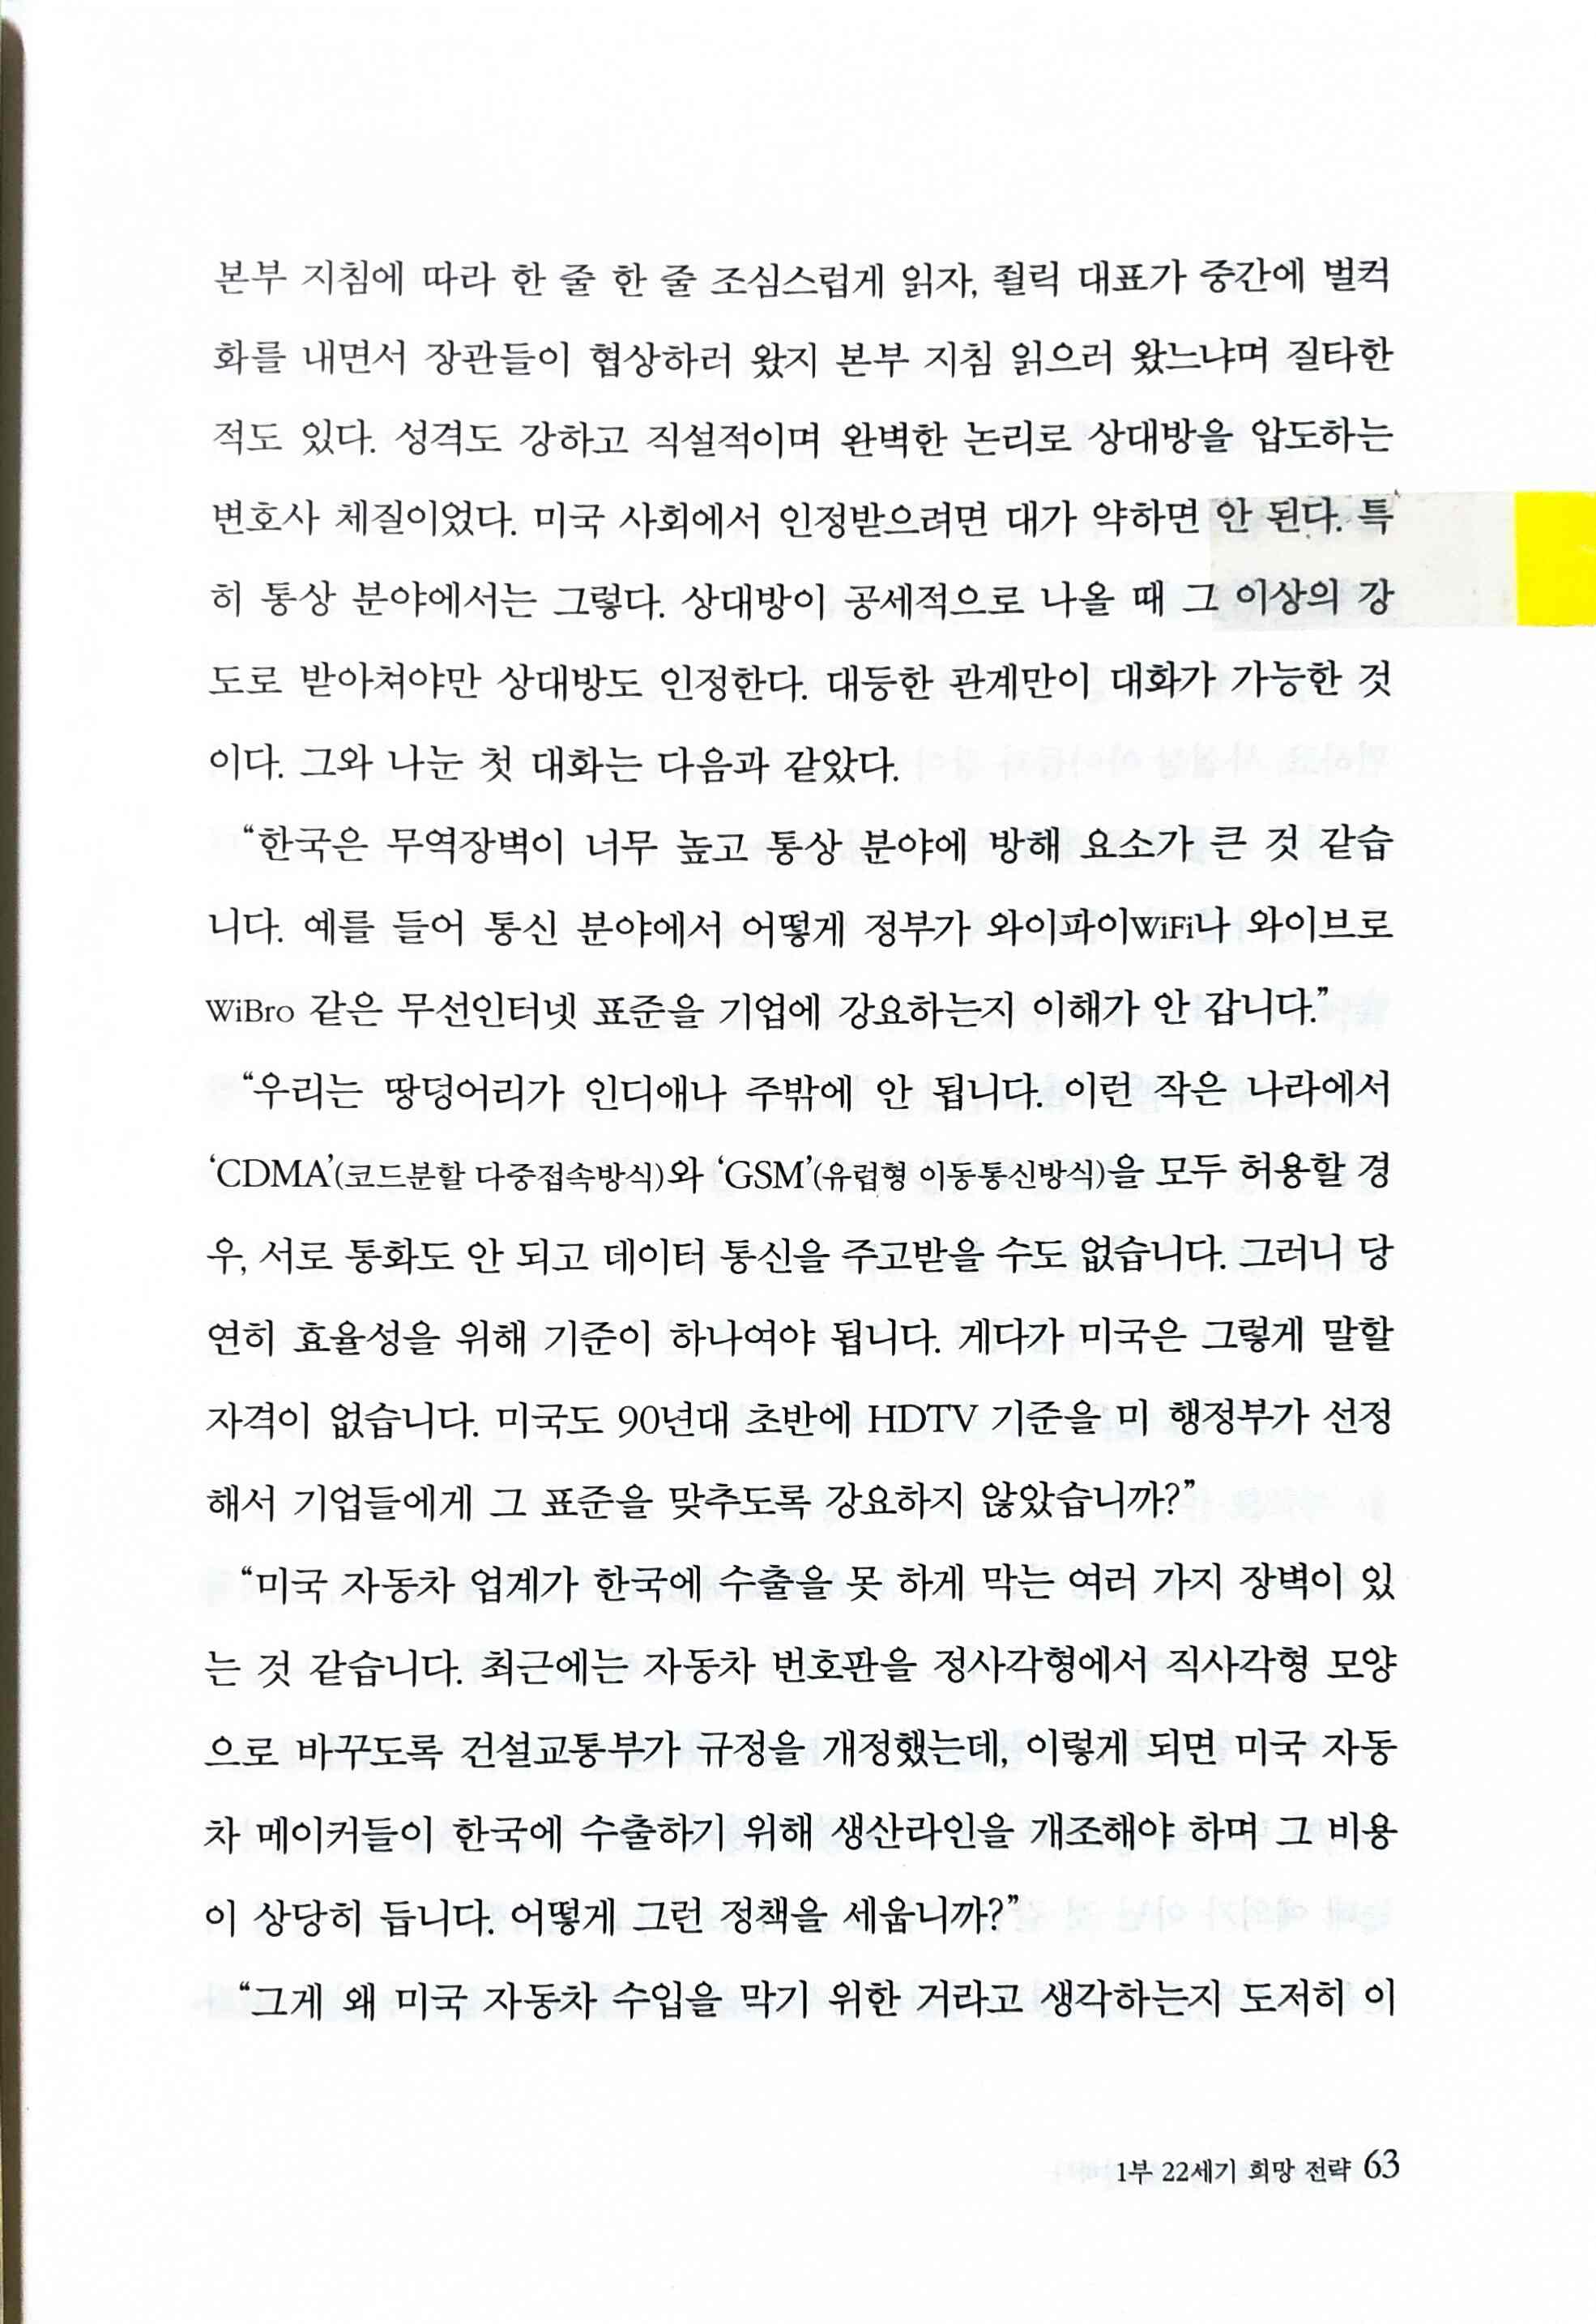 본부 지침에 따라 한 줄 한 줄 조심스럽게 읽자, 죌릭 대표가 중간에 벌컥
화를 내면서 장관들이 협상하러 왔지 본부 지침 읽으러 왔느냐며 질타한
적도 있다. 성격도 강하고 직설적이며 완벽한 논리로 상대방을 압도하는
변호사 체질이었다. 미국 사회에서 인정받으려면 대가 약하면 안 된다. 특
히 통상 분야에서는 그렇다. 상대방이 공세적으로 나올 때 그 이상의 강
도로 받아쳐야만 상대방도 인정한다. 대등한 관계만이 대화가 가능한 것
이다. 그와 나눈 첫 대화는 다음과 같았다.
“한국은 무역장벽이 너무 높고 통상 분야에 방해 요소가 큰 것 같습
니다. 예를 들어 통신 분야에서 어떻게 정부가 와이파이WiFi나 와이브로
WiBro 같은 무선인터넷 표준을 기업에 강요하는지 이해가 안 갑니다.”
“우리는 땅덩어리가 인디애나 주밖에 안 됩니다. 이런 작은 나라에서
‘CDMA’(코드분할 다중접속방식)와 ‘GSM’(유럽형 이동통신방식)을 모두 허용할 경
우, 서로 통화도 안 되고 데이터 통신을 주고받을 수도 없습니다. 그러니 당
연히 효율성을 위해 기준이 하나여야 됩니다. 게다가 미국은 그렇게 말할
자격이 없습니다. 미국도 90년대 초반에 HDTV 기준을 미 행정부가 선정
해서 기업들에게 그 표준을 맞추도록 강요하지 않았습니까?”
“미국 자동차 업계가 한국에 수출을 못 하게 막는 여러 가지 장벽이 있
는 것 같습니다. 최근에는 자동차 번호판을 정사각형에서 직사각형 모양
으로 바꾸도록 건설교통부가 규정을 개정했는데, 이렇게 되면 미국 자동
차 메이커들이 한국에 수출하기 위해 생산라인을 개조해야 하며 그 비용
이 상당히 듭니다. 어떻게 그런 정책을 세웁니까?”
“그게 왜 미국 자동차 수입을 막기 위한 거라고 생각하는지 도저히 이
1부 22세기 희망 전략 63